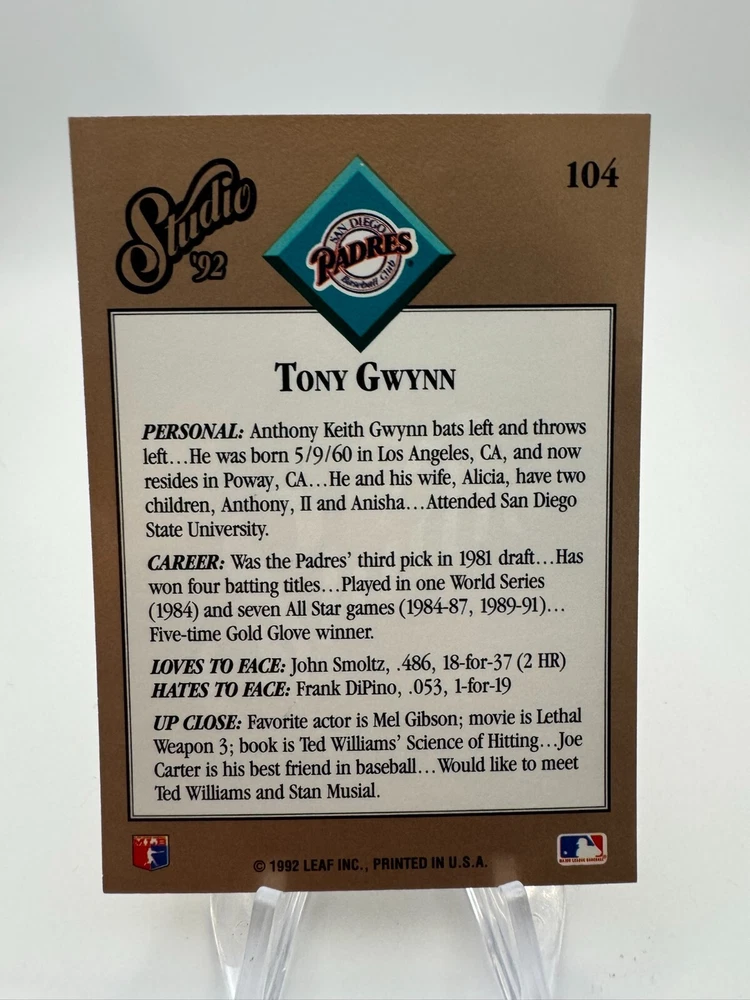 Studio
'92
104
SAN DIEGO
PADRES
Baseball Club
TONY GWYNN
PERSONAL: Anthony Keith Gwynn bats left and throws
left...He was born 5/9/60 in Los Angeles, CA, and now
resides in Poway, CA...He and his wife, Alicia, have two
children, Anthony, II and Anisha...Attended San Diego
State University.
CAREER: Was the Padres' third pick in 1981 draft...Has
won four batting titles...Played in one World Series
(1984) and seven All Star games (1984-87, 1989-91)...
Five-time Gold Glove winner.
LOVES TO FACE: John Smoltz, .486, 18-for-37 (2 HR)
HATES TO FACE: Frank DiPino, .053, 1-for-19
UP CLOSE: Favorite actor is Mel Gibson; movie is Lethal
Weapon 3; book is Ted Williams' Science of Hitting...Joe
Carter is his best friend in baseball...Would like to meet
Ted Williams and Stan Musial.
© 1992 LEAF INC., PRINTED IN U.S.A.
MAJOR LEAGUE BASEBALL